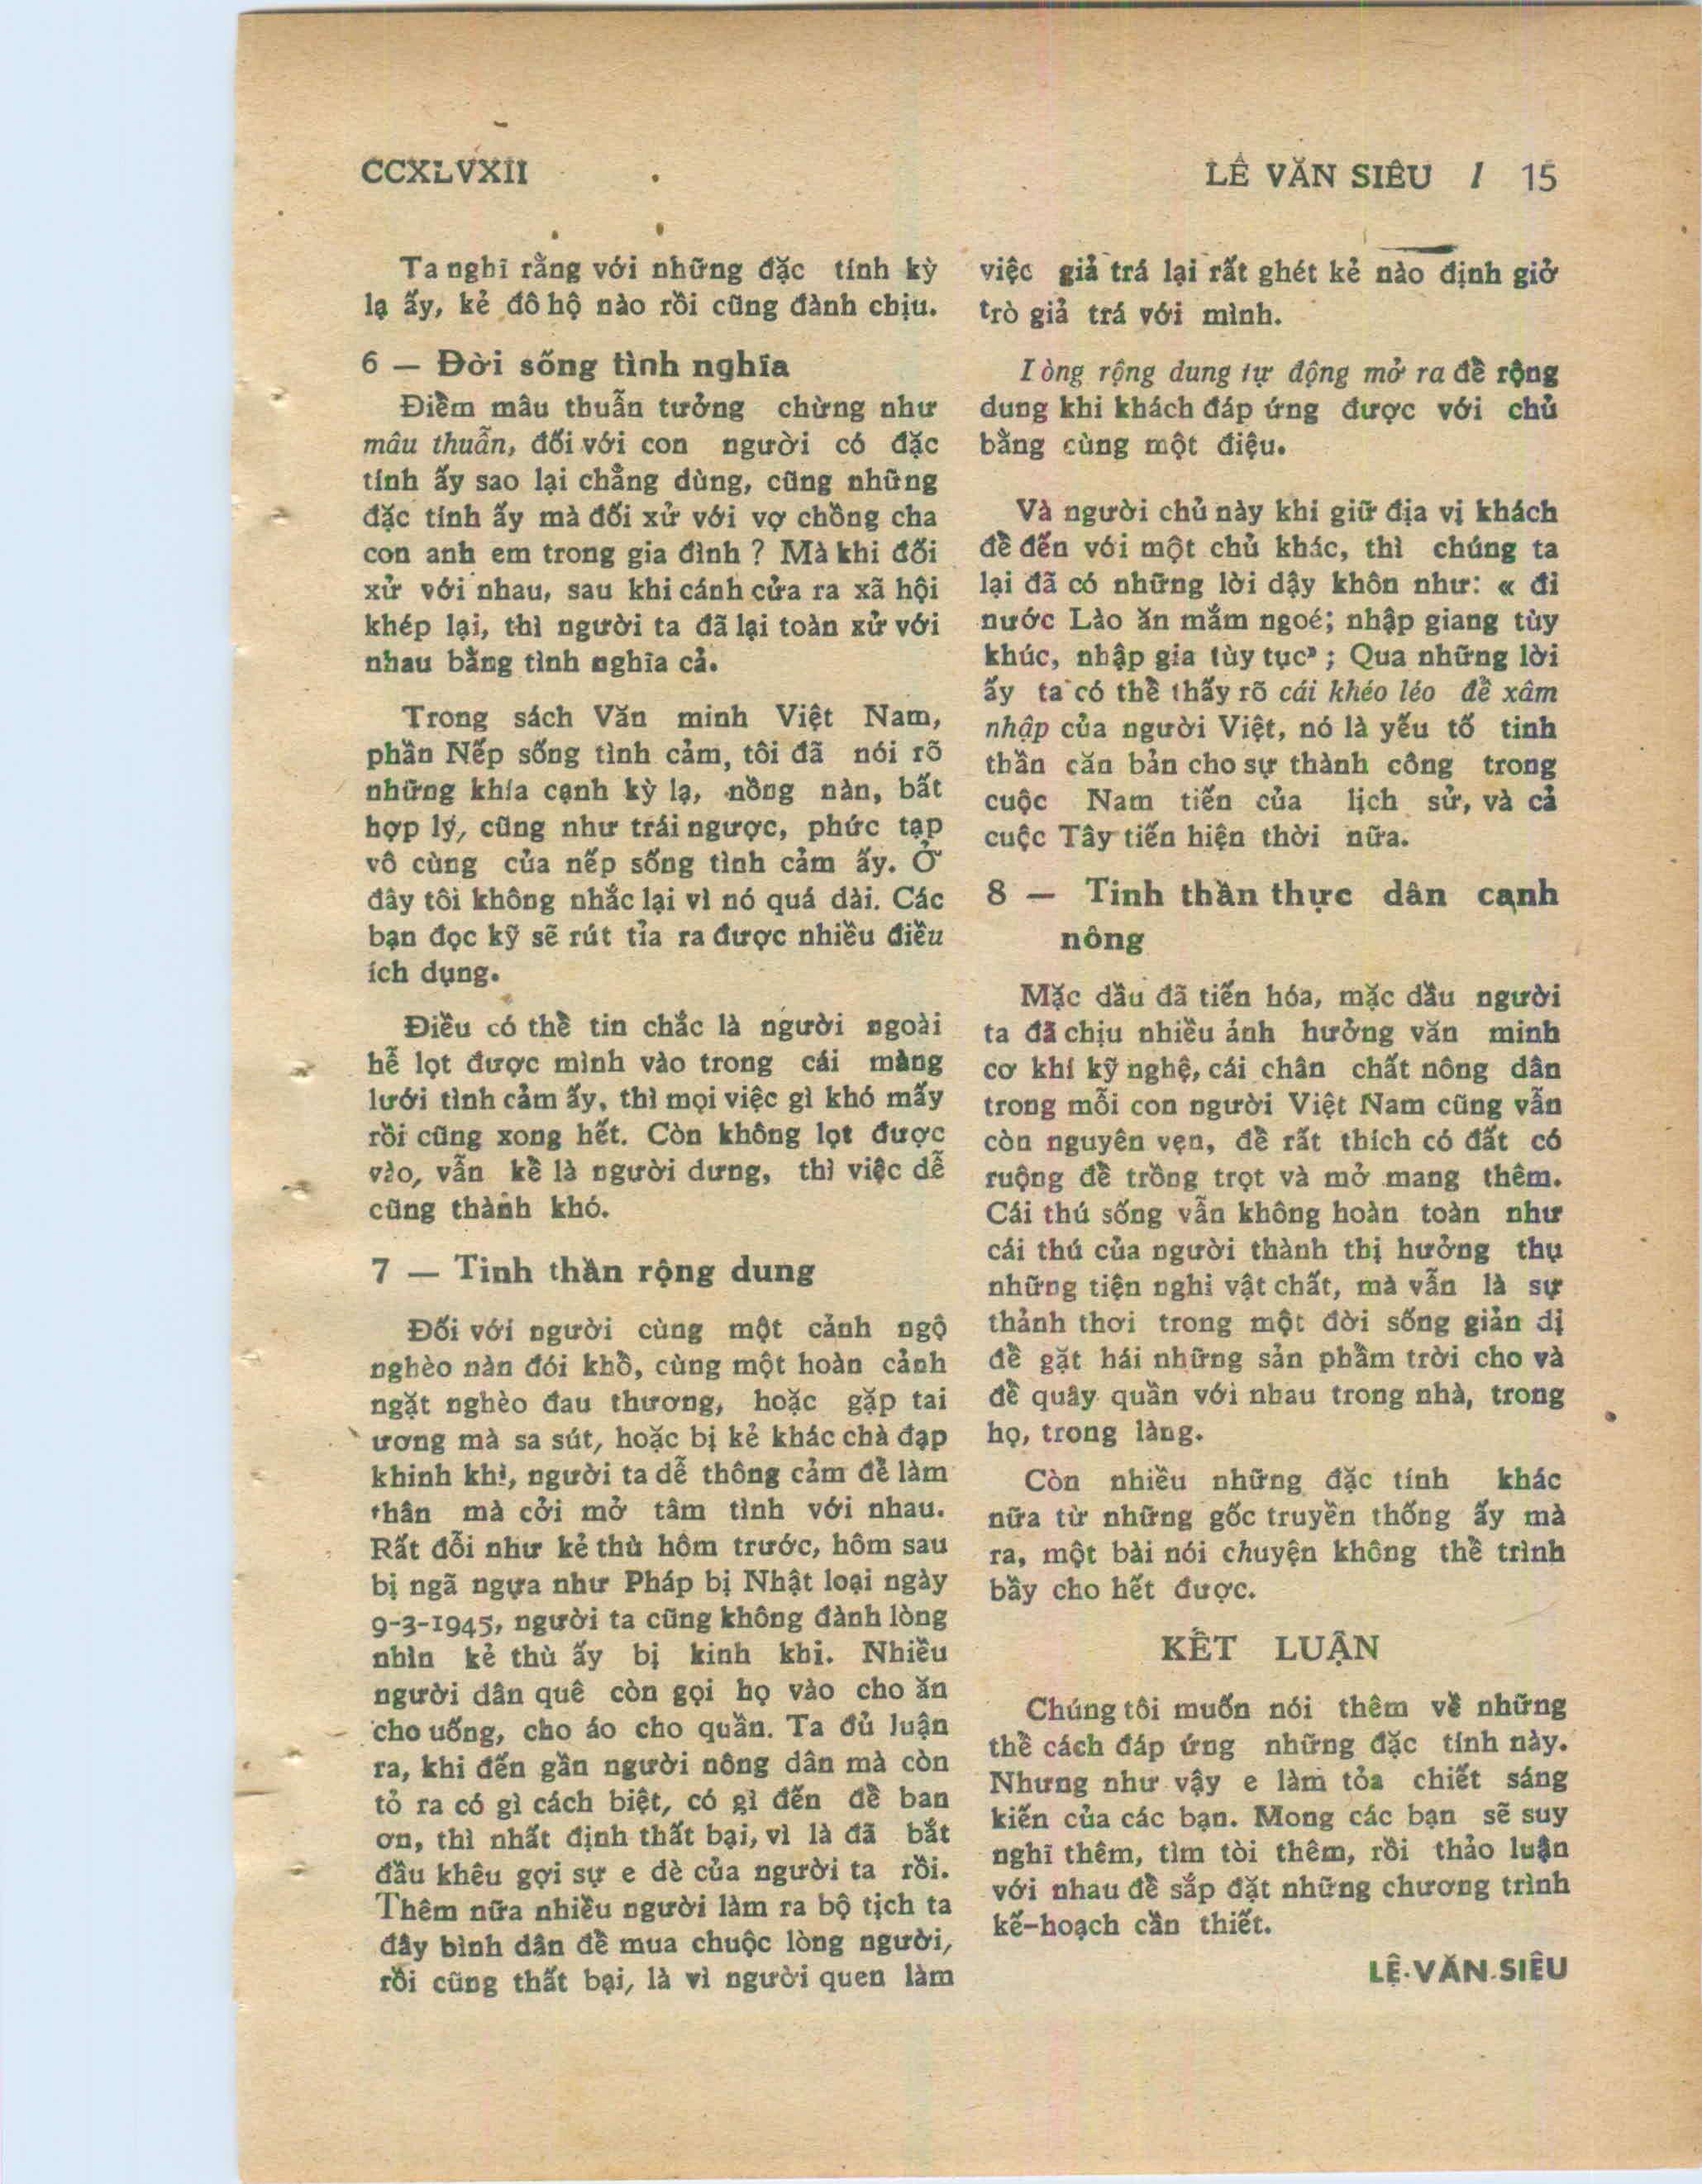 CCXLVXII
LÊ VĂN SIÊU / 15
Ta nghĩ rằng với những đặc tính kỳ
lạ ấy, kẻ đô hộ nào rồi cũng đành chịu.
6 — Đời sống tình nghĩa
Điểm mâu thuẫn tưởng chừng như
mâu thuẫn, đối với con người có đặc
tính ấy sao lại chẳng dùng, cũng những
đặc tính ấy mà đối xử với vợ chồng cha
con anh em trong gia đình ? Mà khi đối
xử với nhau, sau khi cánh cửa ra xã hội
khép lại, thì người ta đã lại toàn xử với
nhau bằng tình nghĩa cả.
Trong sách Văn minh Việt Nam,
phần Nếp sống tình cảm, tôi đã nói rõ
những khía cạnh kỳ lạ, nồng nàn, bất
hợp lý, cũng như trái ngược, phức tạp
vô cùng của nếp sống tình cảm ấy. Ở
đây tôi không nhắc lại vì nó quá dài. Các
bạn đọc kỹ sẽ rút tỉa ra được nhiều điều
ích dụng.
Điều có thể tin chắc là người ngoài
hễ lọt được mình vào trong cái màng
lưới tình cảm ấy, thì mọi việc gì khó mấy
rồi cũng xong hết. Còn không lọt được
vào, vẫn kể là người dưng, thì việc dễ
cũng thành khó.
7 — Tinh thần rộng dung
Đối với người cùng một cảnh ngộ
nghèo nàn đói khổ, cùng một hoàn cảnh
ngặt nghèo đau thương, hoặc gặp tai
ương mà sa sút, hoặc bị kẻ khác chà đạp
khinh khi, người ta dễ thông cảm để làm
thân mà cởi mở tâm tình với nhau.
Rất đỗi như kẻ thù hôm trước, hôm sau
bị ngã ngựa như Pháp bị Nhật loại ngày
9-3-1945, người ta cũng không đành lòng
nhìn kẻ thù ấy bị kinh khi. Nhiều
người dân quê còn gọi họ vào cho ăn
cho uống, cho áo cho quần. Ta đủ luận
ra, khi đến gần người nông dân mà còn
tỏ ra có gì cách biệt, có gì đến để ban
ơn, thì nhất định thất bại, vì là đã bắt
đầu khêu gợi sự e dè của người ta rồi.
Thêm nữa nhiều người làm ra bộ tịch ta
đây bình dân để mua chuộc lòng người,
rồi cũng thất bại, là vì người quen làm
việc giả trá lại rất ghét kẻ nào định giở
trò giả trá với mình.
Lòng rộng dung tự động mở ra để rộng
dung khi khách đáp ứng được với chủ
bằng cùng một điệu.
Và người chủ này khi giữ địa vị khách
để đến với một chủ khác, thì chúng ta
lại đã có những lời dậy khôn như: « đi
nước Lào ăn mắm ngoé; nhập giang tùy
khúc, nhập gia tùy tục» ; Qua những lời
ấy ta có thể thấy rõ cái khéo léo để xâm
nhập của người Việt, nó là yếu tố tinh
thần căn bản cho sự thành công trong
cuộc Nam tiến của lịch sử, và cả
cuộc Tây tiến hiện thời nữa.
8 — Tinh thần thực dân canh
nông
Mặc dầu đã tiến hóa, mặc dầu người
ta đã chịu nhiều ảnh hưởng văn minh
cơ khí kỹ nghệ, cái chân chất nông dân
trong mỗi con người Việt Nam cũng vẫn
còn nguyên vẹn, để rất thích có đất có
ruộng để trồng trọt và mở mang thêm.
Cái thú sống vẫn không hoàn toàn như
cái thú của người thành thị hưởng thụ
những tiện nghi vật chất, mà vẫn là sự
thảnh thơi trong một đời sống giản dị
để gặt hái những sản phẩm trời cho và
để quây quần với nhau trong nhà, trong
họ, trong làng.
Còn nhiều những đặc tính khác
nữa từ những gốc truyền thống ấy mà
ra, một bài nói chuyện không thể trình
bầy cho hết được.
KẾT LUẬN
Chúng tôi muốn nói thêm về những
thể cách đáp ứng những đặc tính này.
Nhưng như vậy e làm tỏa chiết sáng
kiến của các bạn. Mong các bạn sẽ suy
nghĩ thêm, tìm tòi thêm, rồi thảo luận
với nhau để sắp đặt những chương trình
kế-hoạch cần thiết.
LÊ.VĂN.SIÊU